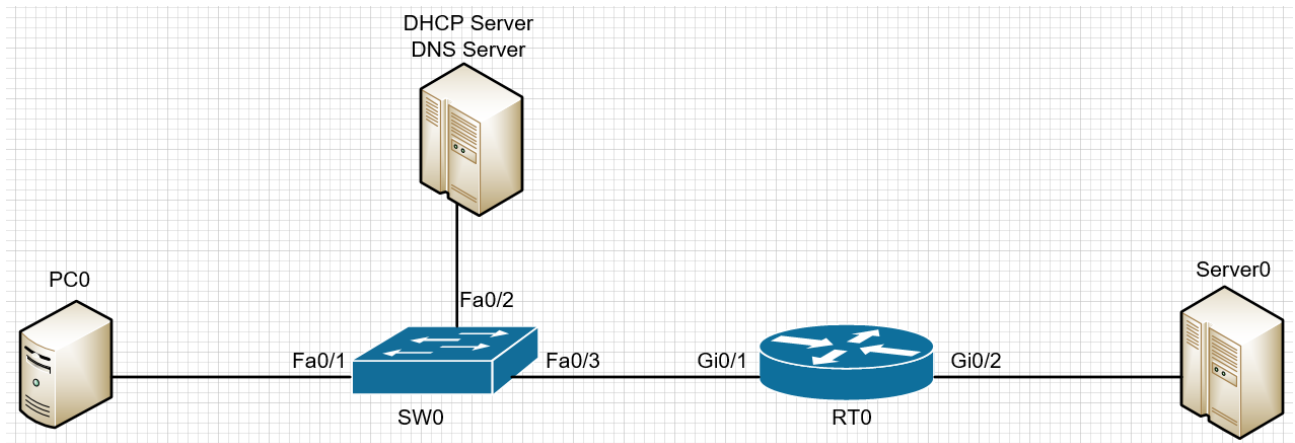 DHCP Server
DNS Server
PC0
Server0
Fa0/2
Fa0/1
Fa0/3
Gi0/1
Gi0/2
SW0
RT0